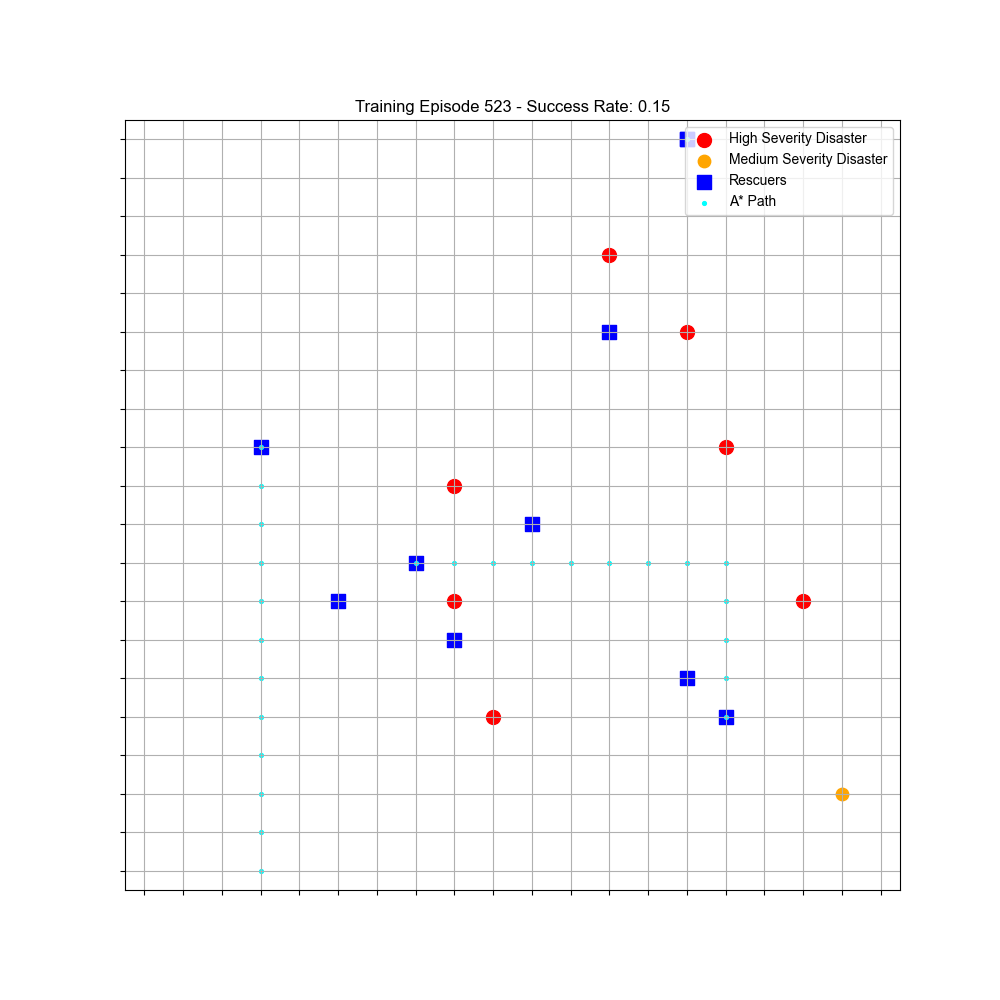 Training Episode 523 - Success Rate: 0.15
High Severity Disaster
Medium Severity Disaster
Rescuers
A* Path